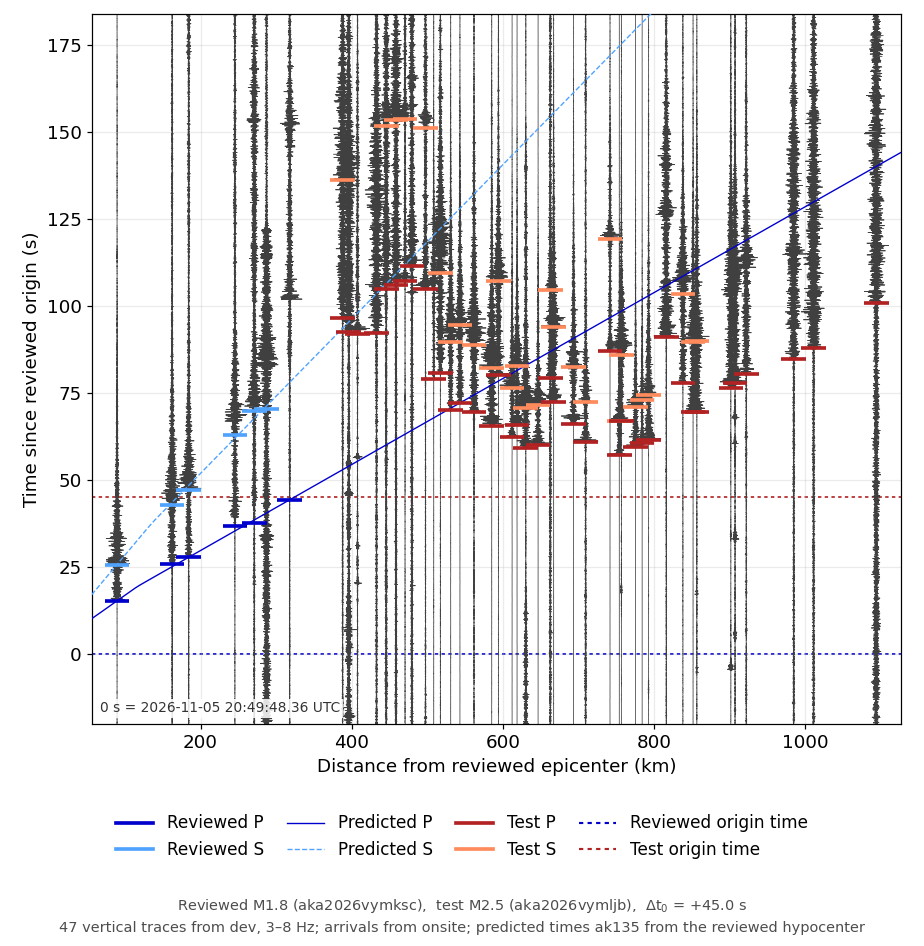 175
150
125
100
75
50
25
0
Time since reviewed origin (s)
0 s = 2026-11-05 20:49:48.36 UTC
200
400
600
800
1000
Distance from reviewed epicenter (km)
Reviewed P
Predicted P
Test P
Reviewed origin time
Reviewed S
Predicted S
Test S
Test origin time
Reviewed M1.8 (aka2026vymksc), test M2.5 (aka2026vymljb), Δt₀ = +45.0 s
47 vertical traces from dev, 3–8 Hz; arrivals from onsite; predicted times ak135 from the reviewed hypocenter